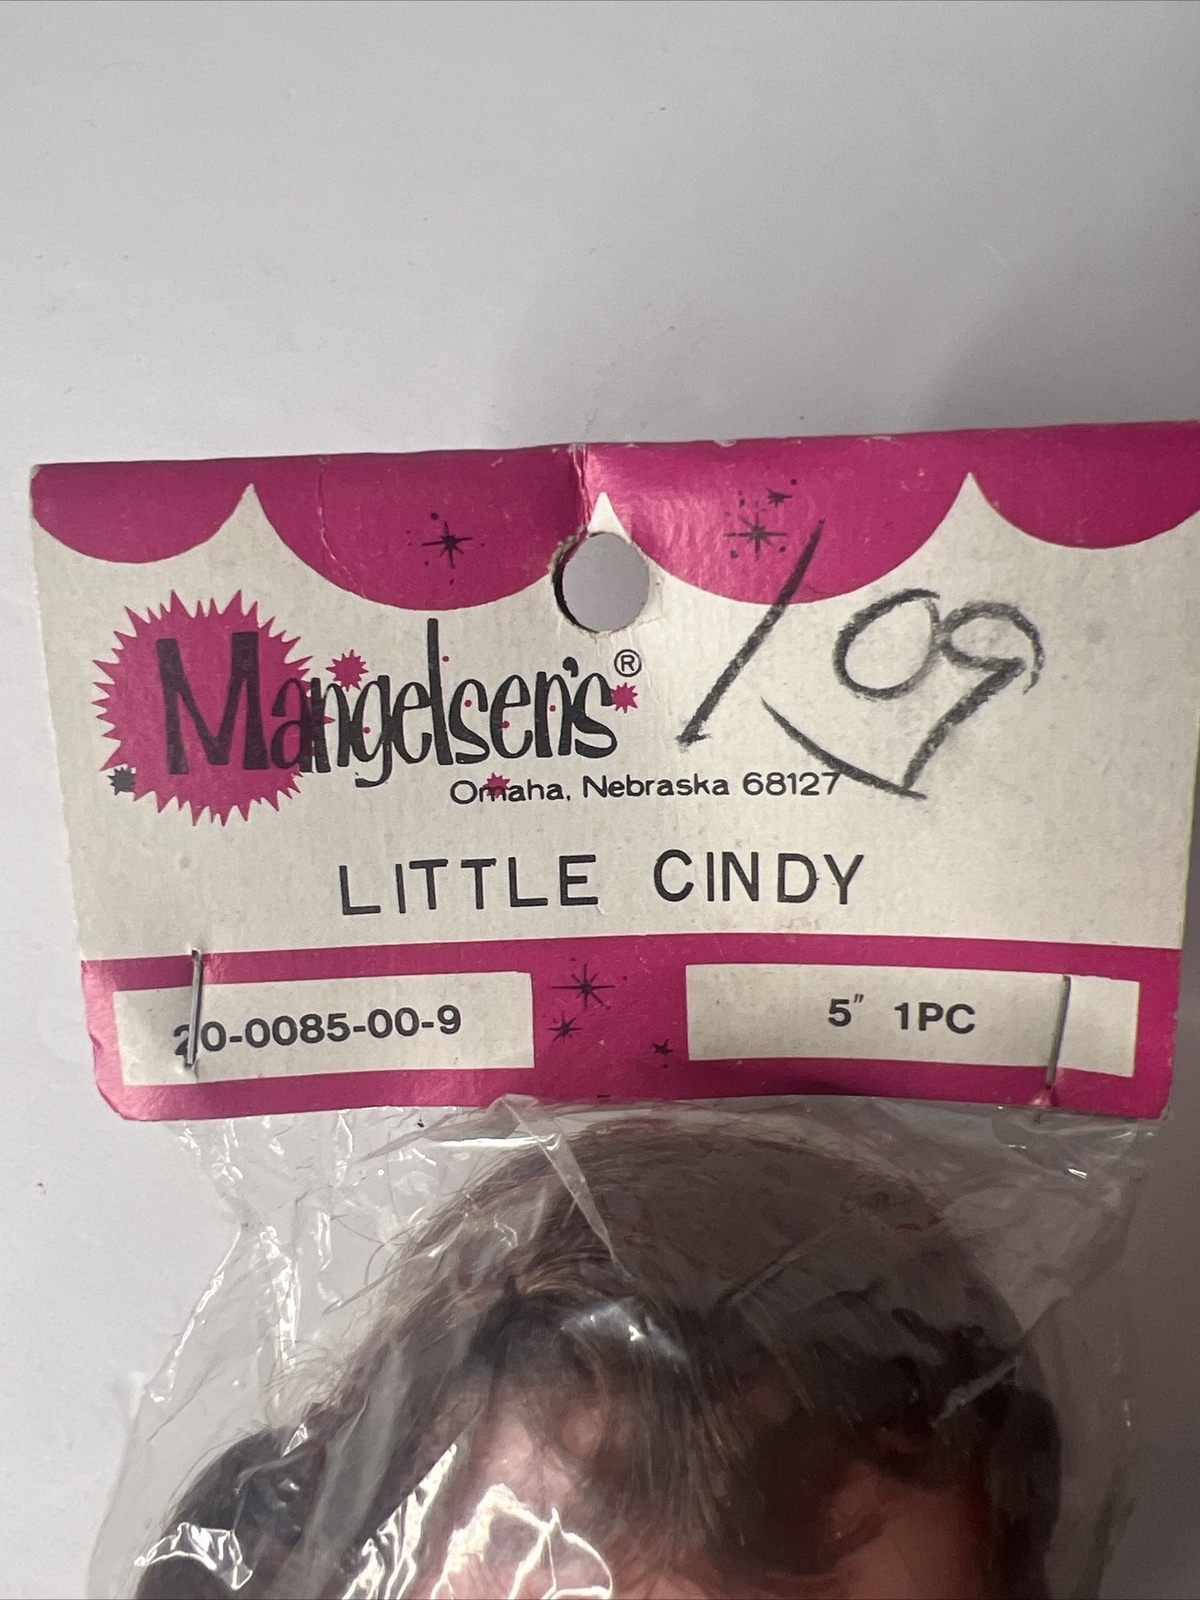 Mangelsen's®
1 09
Omaha, Nebraska 68127
LITTLE CINDY
20-0085-00-9
5" 1PC